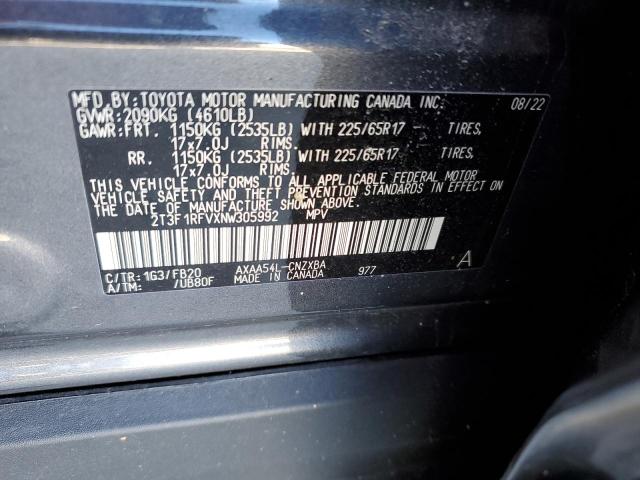 MFD.BY:TOYOTA MOTOR MANUFACTURING CANADA INC. 08/22
GVWR:2090KG (4610LB)
GAWR:FRT. 1150KG (2535LB) WITH 225/65R17 TIRES,
17x7.0J RIMS.
RR. 1150KG (2535LB) WITH 225/65R17 TIRES,
17x7.0J RIMS.
THIS VEHICLE CONFORMS TO ALL APPLICABLE FEDERAL MOTOR
VEHICLE SAFETY AND THEFT PREVENTION STANDARDS IN EFFECT ON
THE DATE OF MANUFACTURE SHOWN ABOVE.
2T3F1RFVXNW305992 MPV
C/TR:1G3/FB20 AXAA54L-CNZXBA 977 A
A/TM: /UB80F MADE IN CANADA